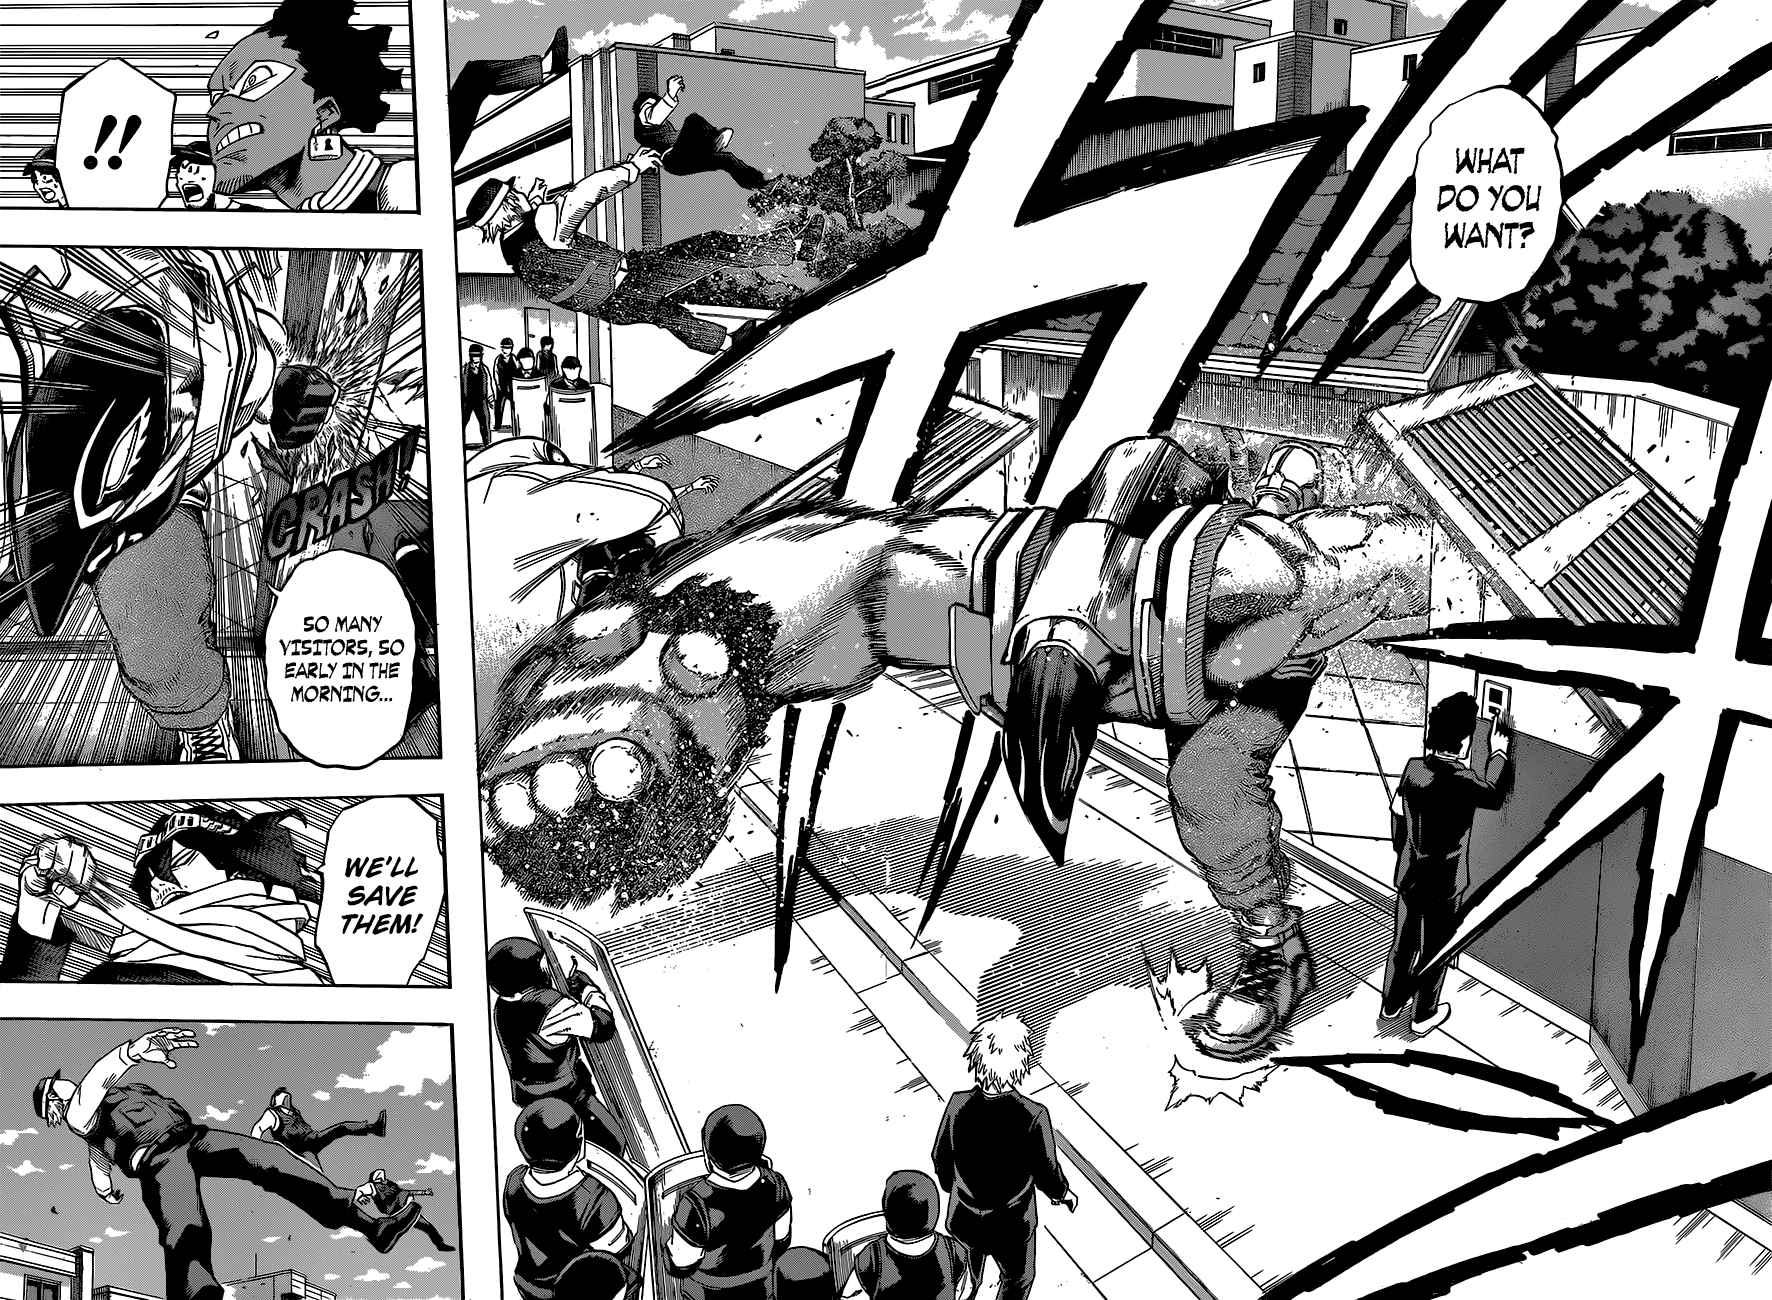 WHAT
DO YOU
WANT?
!!
CRASH!
SO MANY
VISITORS, SO
EARLY IN THE
MORNING...
WE'LL
SAVE
THEM!